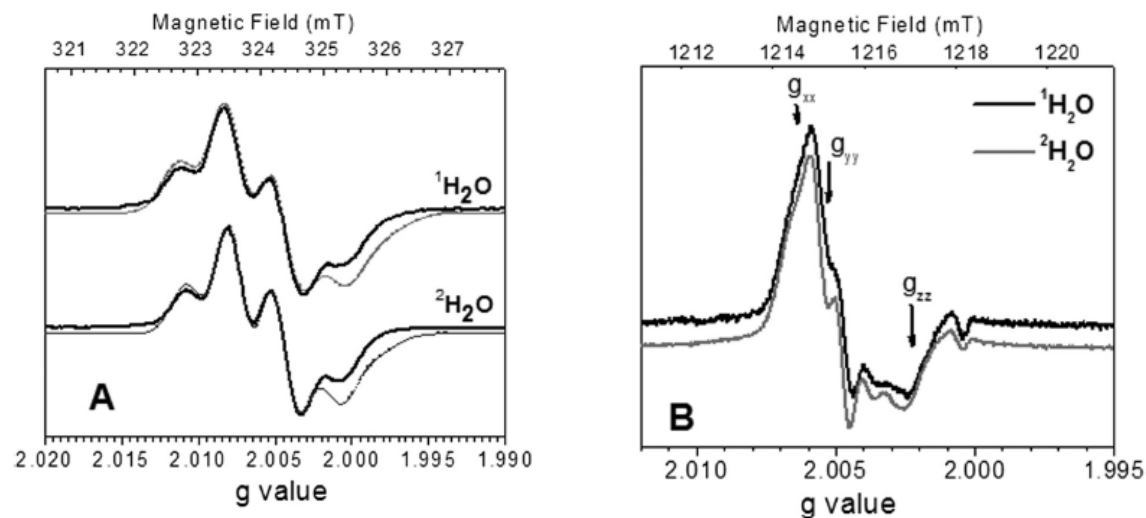 Magnetic Field (mT)
321 322 323 324 325 326 327
¹H₂O
²H₂O
A
2.020 2.015 2.010 2.005 2.000 1.995 1.990
g value
Magnetic Field (mT)
1212 1214 1216 1218 1220
gₓₓ
g_yy
g_zz
¹H₂O
²H₂O
B
2.010 2.005 2.000 1.995
g value